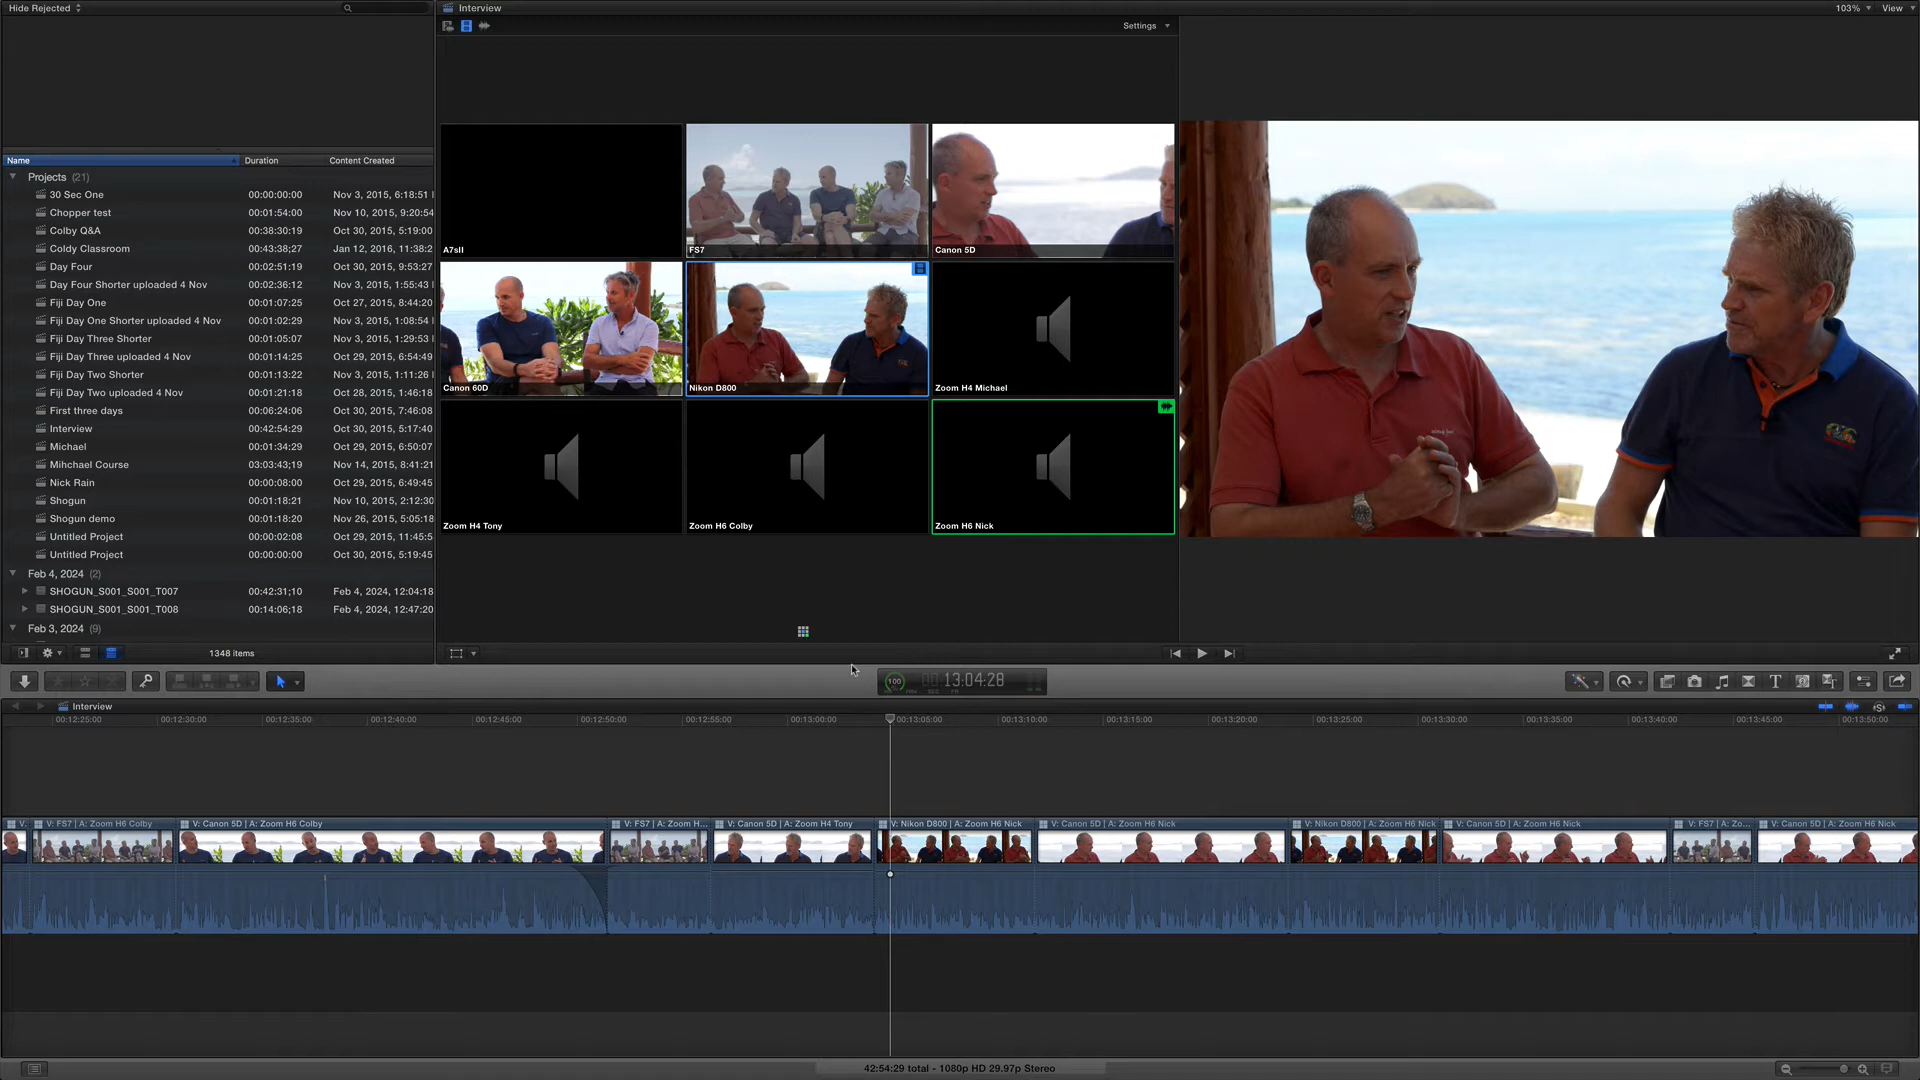 Hide Rejected
Interview
103% View
Settings
Name Duration Content Created
Projects (21)
30 Sec One 00:00:00:00 Nov 3, 2015, 6:18:51
Chopper test 00:01:54:00 Nov 10, 2015, 9:20:54
Colby Q&A 00:38:30:19 Oct 30, 2015, 5:19:00
Coldy Classroom 00:43:38;27 Jan 12, 2016, 11:38:2
Day Four 00:02:51:19 Oct 30, 2015, 9:53:27
Day Four Shorter uploaded 4 Nov 00:02:36:12 Nov 3, 2015, 1:55:43
Fiji Day One 00:01:07:25 Oct 27, 2015, 8:44:20
Fiji Day One Shorter uploaded 4 Nov 00:01:02:29 Nov 3, 2015, 1:08:54
Fiji Day Three Shorter 00:01:05:07 Nov 3, 2015, 1:29:53
Fiji Day Three uploaded 4 Nov 00:01:14:25 Oct 29, 2015, 6:54:49
Fiji Day Two Shorter 00:01:13:22 Nov 3, 2015, 1:11:26
Fiji Day Two uploaded 4 Nov 00:01:21:18 Oct 28, 2015, 1:46:18
First three days 00:06:24:06 Oct 30, 2015, 7:46:08
Interview 00:42:54:29 Oct 30, 2015, 5:17:40
Michael 00:01:34:29 Oct 29, 2015, 6:50:07
Mihchael Course 03:03:43;19 Nov 14, 2015, 8:41:21
Nick Rain 00:00:08:00 Oct 29, 2015, 6:49:45
Shogun 00:01:18:21 Nov 10, 2015, 2:12:30
Shogun demo 00:01:18:20 Nov 26, 2015, 5:05:18
Untitled Project 00:00:02:08 Oct 29, 2015, 11:45:5
Untitled Project 00:00:00:00 Oct 30, 2015, 5:19:45
Feb 4, 2024 (2)
SHOGUN_S001_S001_T007 00:42:31;10 Feb 4, 2024, 12:04:18
SHOGUN_S001_S001_T008 00:14:06;18 Feb 4, 2024, 12:47:20
Feb 3, 2024 (9)
1348 items
A7sII
FS7
Canon 5D
Canon 60D
Nikon D800
Zoom H4 Michael
Zoom H4 Tony
Zoom H6 Colby
Zoom H6 Nick
100 13:04:28
Interview
00:12:25:00 00:12:30:00 00:12:35:00 00:12:40:00 00:12:45:00 00:12:50:00 00:12:55:00 00:13:00:00 00:13:05:00 00:13:10:00 00:13:15:00 00:13:20:00 00:13:25:00 00:13:30:00 00:13:35:00 00:13:40:00 00:13:45:00 00:13:50:00
V. V: FS7 | A: Zoom H6 Colby V: Canon 5D | A: Zoom H6 Colby V: FS7 | A: Zoom H... V: Canon 5D | A: Zoom H4 Tony V: Nikon D800 | A: Zoom H6 Nick V: Canon 5D | A: Zoom H6 Nick V: Nikon D800 | A: Zoom H6 Nick V: Canon 5D | A: Zoom H6 Nick V: FS7 | A: Zo... V: Canon 5D | A: Zoom H6 Nick
42:54:29 total - 1080p HD 29.97p Stereo